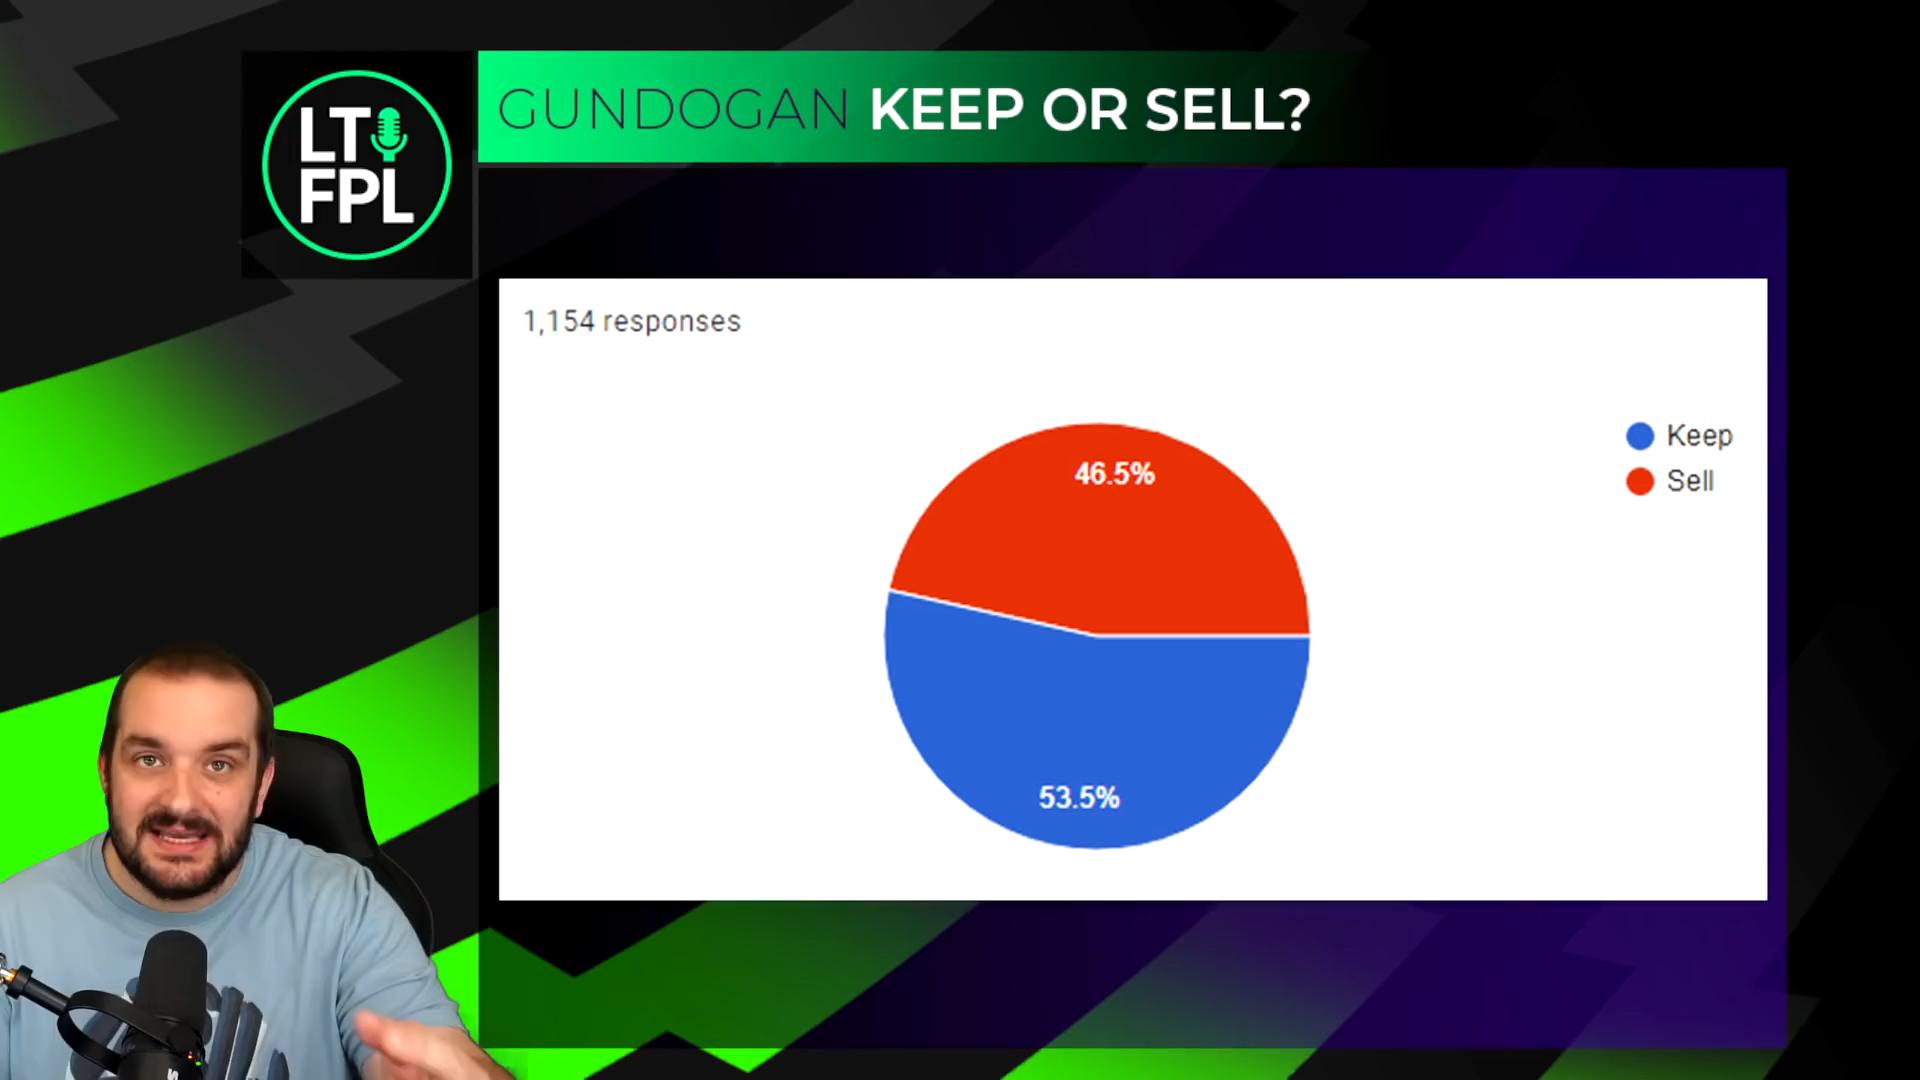 LT
FPL
GUNDOGAN KEEP OR SELL?
1,154 responses
Keep
Sell
46.5%
53.5%